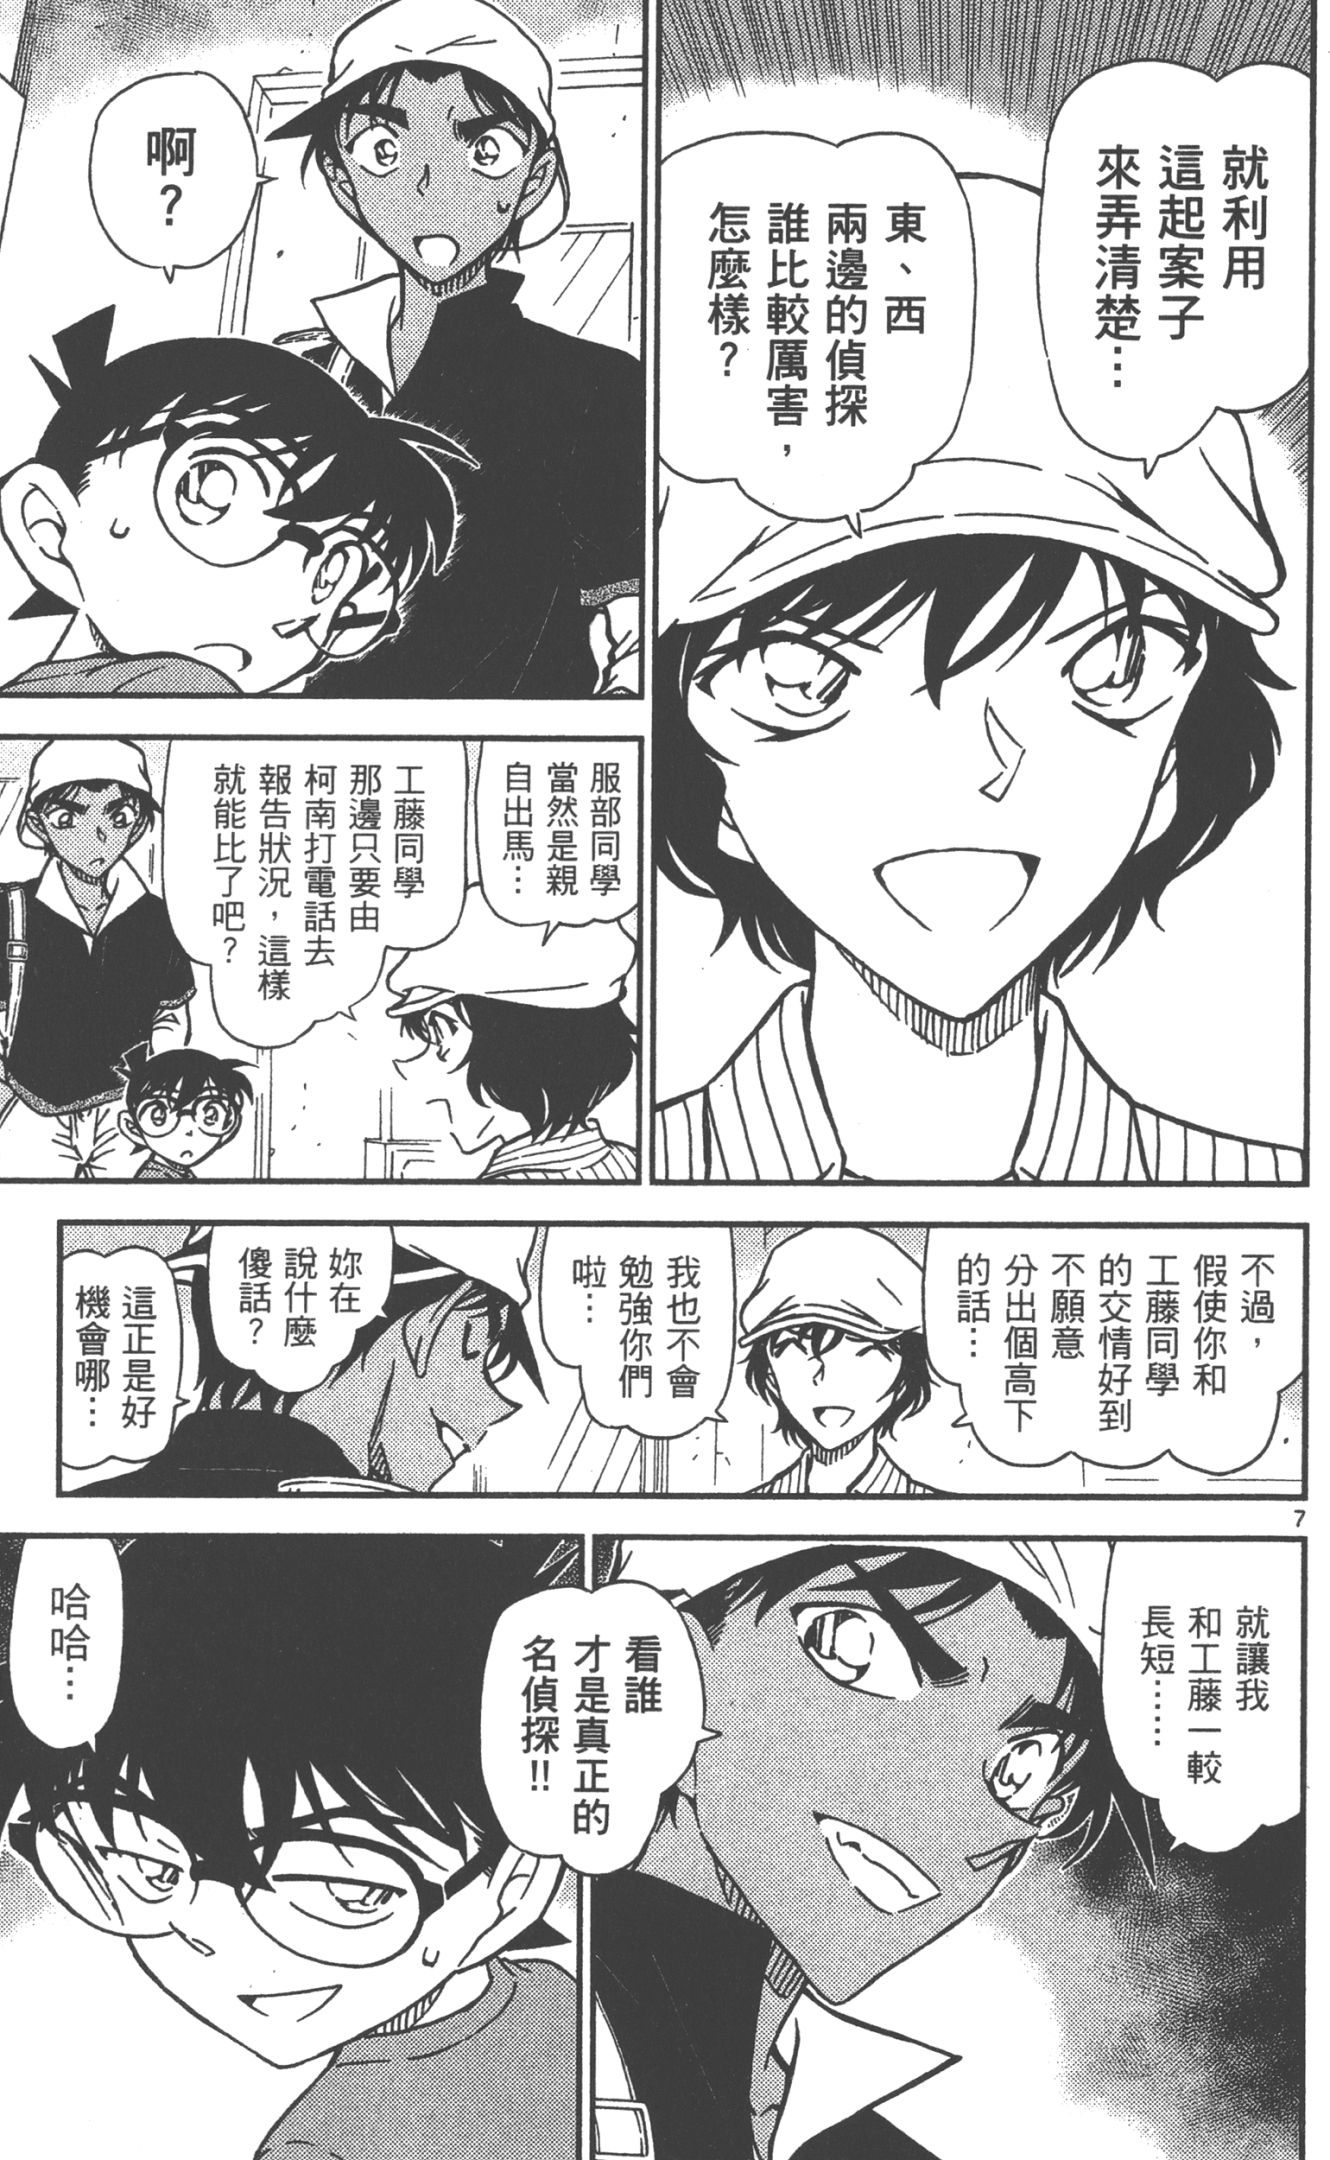 就利用
這起案子
來弄清楚…
東、西
兩邊的偵探
誰比較厲害，
怎麼樣？
啊？
服部同學
當然是親
自出馬…
工藤同學
那邊只要由
柯南打電話去
報告狀況，這樣
就能比了吧？
不過，
假使你和
工藤同學
的交情好到
不願意
分出個高下
的話…
我也不會
勉強你們
啦…
妳在
說什麼
傻話？
這正是好
機會哪…
7
就讓我
和工藤一較
長短……
看誰
才是真正的
名偵探!!
哈哈…